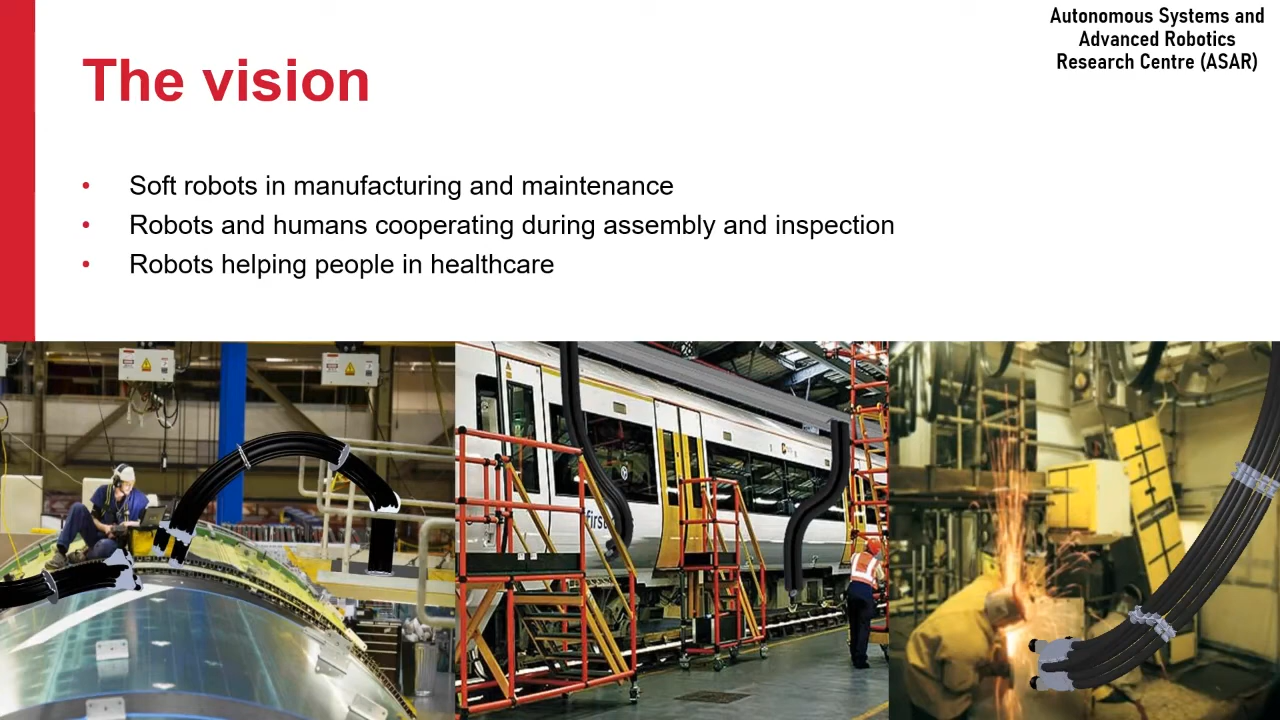 Autonomous Systems and
Advanced Robotics
Research Centre (ASAR)
The vision
• Soft robots in manufacturing and maintenance
• Robots and humans cooperating during assembly and inspection
• Robots helping people in healthcare
first